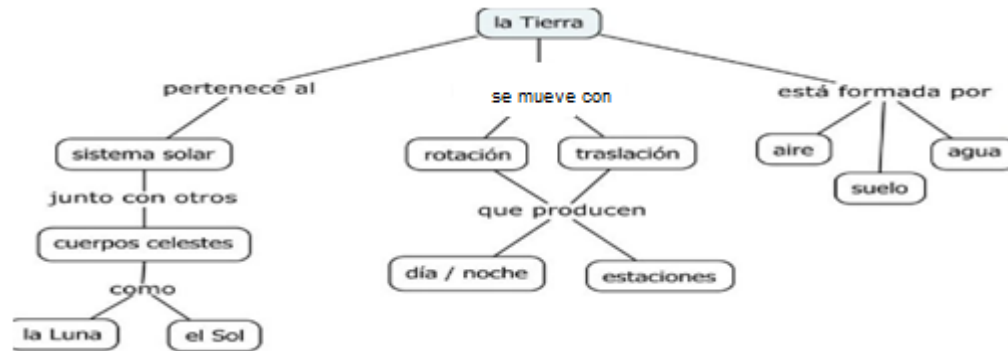 la Tierra
pertenece al
se mueve con
está formada por
sistema solar
rotación
traslación
aire
suelo
agua
junto con otros
que producen
cuerpos celestes
día / noche
estaciones
como
la Luna
el Sol